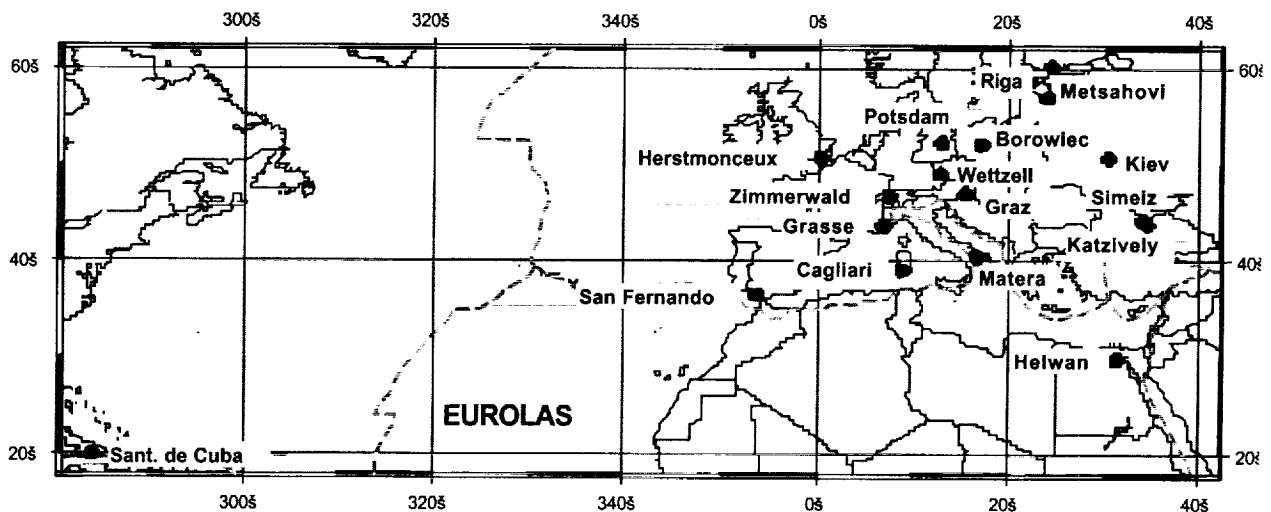 300š 320š 340š 0š 20š 40š
60š 60š
Riga
Metsahovi
Potsdam
Borowiec
Herstmonceux
Kiev
Wettzell
Zimmerwald
Simeiz
Graz
Grasse
Katzively
40š 40š
Cagliari
Matera
San Fernando
Helwan
EUROLAS
20š 20š
Sant. de Cuba
300š 320š 340š 0š 20š 40š